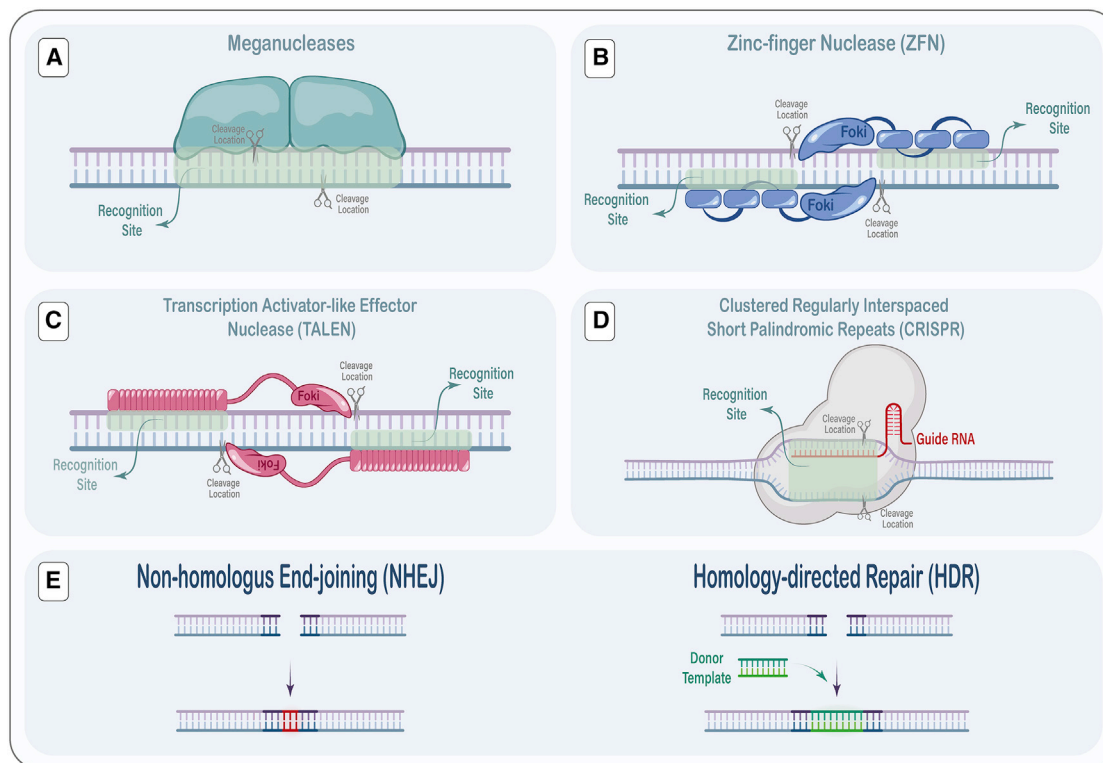 A
Meganucleases
Cleavage
Location
Cleavage
Location
Recognition
Site
B
Zinc-finger Nuclease (ZFN)
Cleavage
Location
Foki
Recognition
Site
Recognition
Site
Foki
Cleavage
Location
C
Transcription Activator-like Effector
Nuclease (TALEN)
Cleavage
Location
Foki
Recognition
Site
Recognition
Site
Foki
Cleavage
Location
D
Clustered Regularly Interspaced
Short Palindromic Repeats (CRISPR)
Recognition
Site
Cleavage
Location
Guide RNA
Cleavage
Location
E
Non-homologus End-joining (NHEJ)
Homology-directed Repair (HDR)
Donor
Template